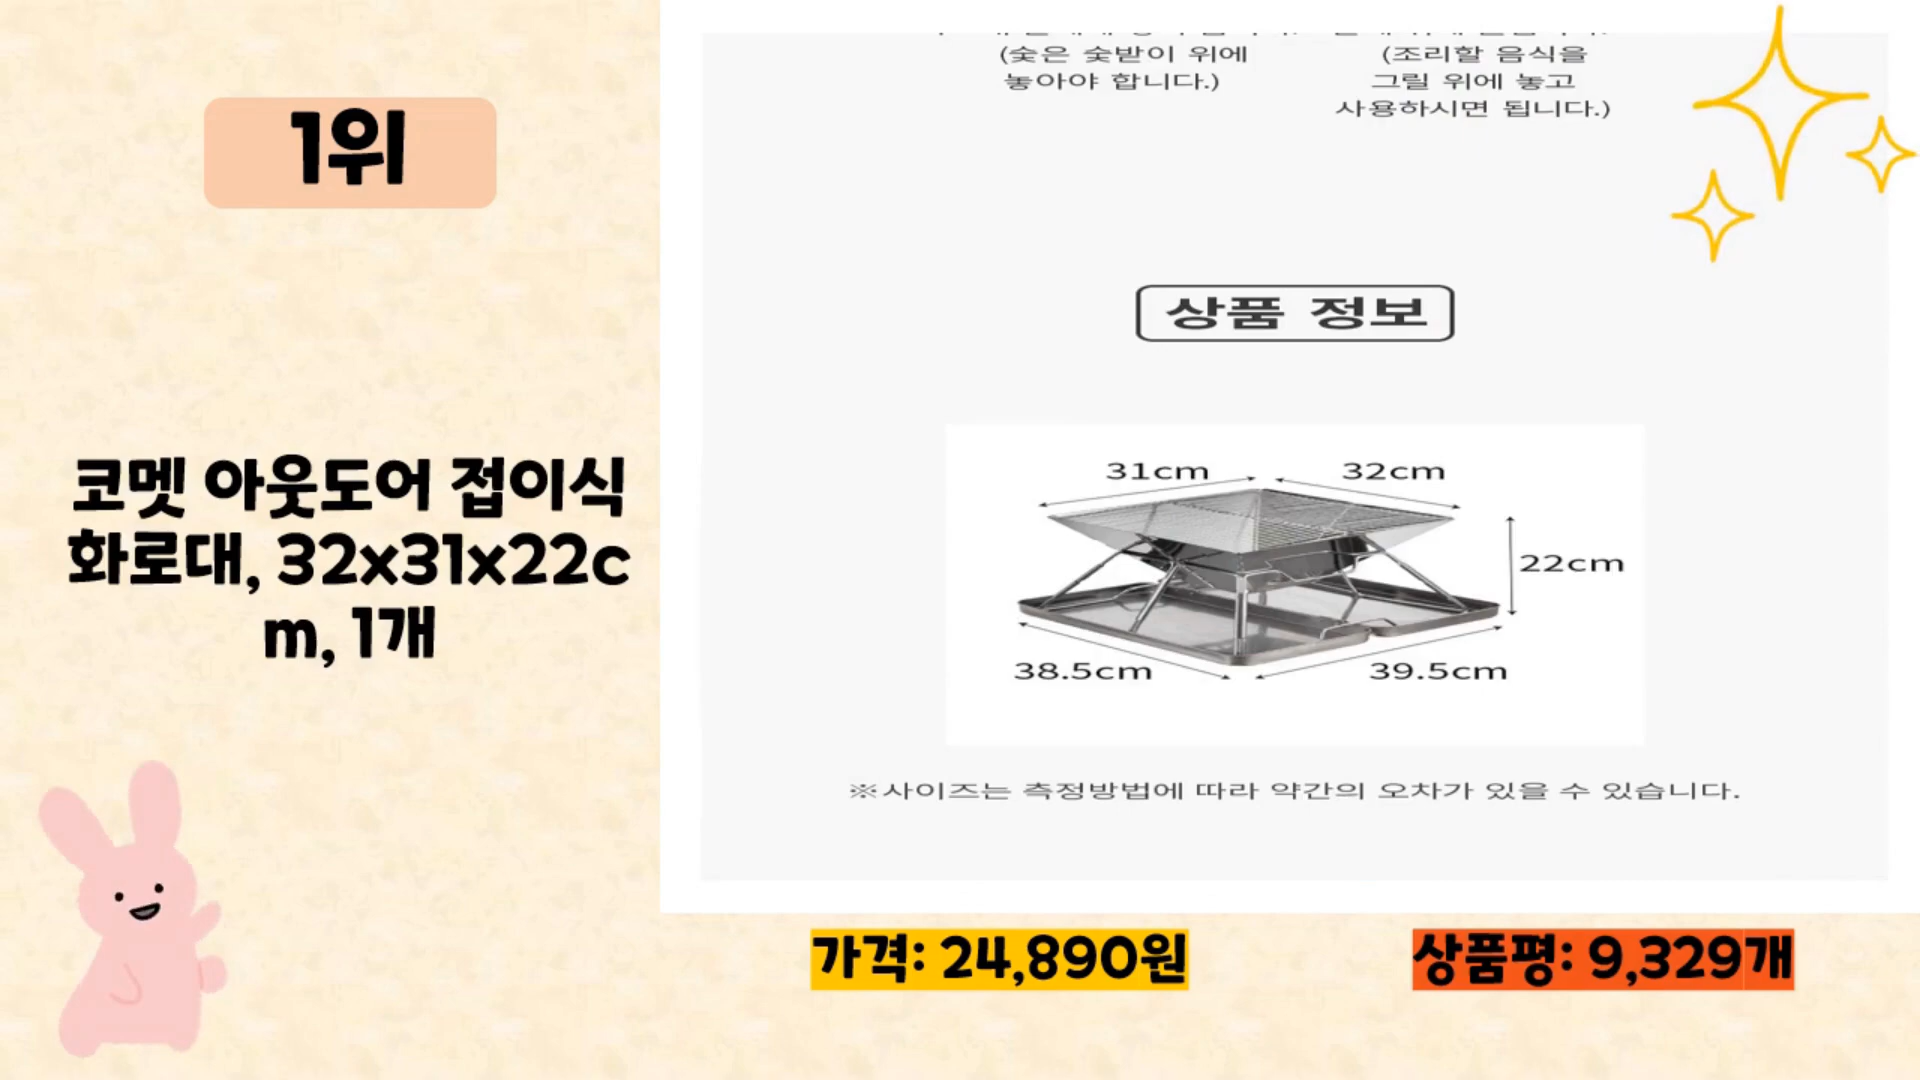 1위
코멧 아웃도어 접이식
화로대, 32x31x22c
m, 1개
(숯은 숯받이 위에
놓아야 합니다.)
(조리할 음식을
그릴 위에 놓고
사용하시면 됩니다.)
상품 정보
31cm
32cm
22cm
38.5cm
39.5cm
※사이즈는 측정방법에 따라 약간의 오차가 있을 수 있습니다.
가격: 24,890원
상품평: 9,329개